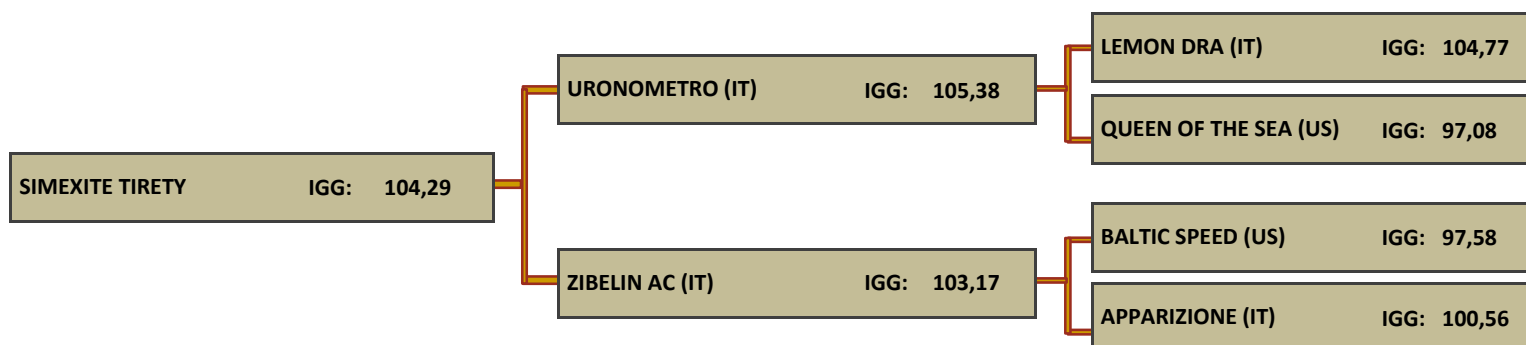 LEMON DRA (IT) IGG: 104,77
URONOMETRO (IT) IGG: 105,38
QUEEN OF THE SEA (US) IGG: 97,08
SIMEXITE TIRETY IGG: 104,29
BALTIC SPEED (US) IGG: 97,58
ZIBELIN AC (IT) IGG: 103,17
APPARIZIONE (IT) IGG: 100,56